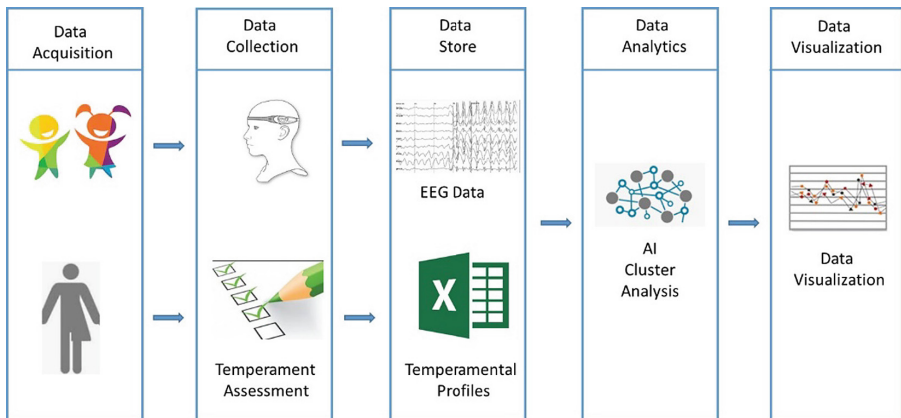 Data
Acquisition
Data
Collection
Data
Store
Data
Analytics
Data
Visualization
EEG Data
AI
Cluster
Analysis
Data
Visualization
X
Temperament
Assessment
Temperamental
Profiles